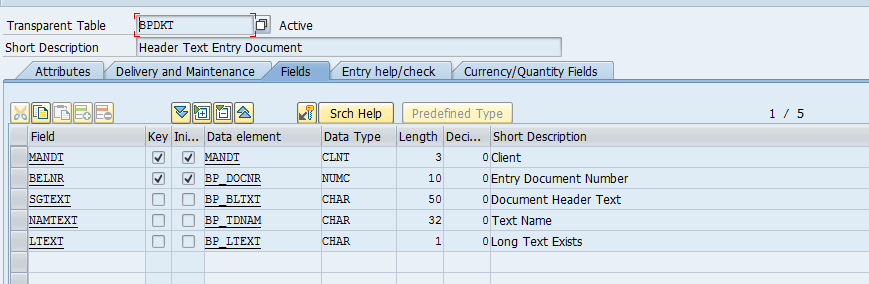 Transparent Table BPDKT Active
Short Description Header Text Entry Document
Attributes Delivery and Maintenance Fields Entry help/check Currency/Quantity Fields
Srch Help Predefined Type 1 / 5
Field Key Ini... Data element Data Type Length Deci... Short Description
MANDT MANDT CLNT 3 0 Client
BELNR BP_DOCNR NUMC 10 0 Entry Document Number
SGTEXT BP_BLTXT CHAR 50 0 Document Header Text
NAMTEXT BP_TDNAM CHAR 32 0 Text Name
LTEXT BP_LTEXT CHAR 1 0 Long Text Exists